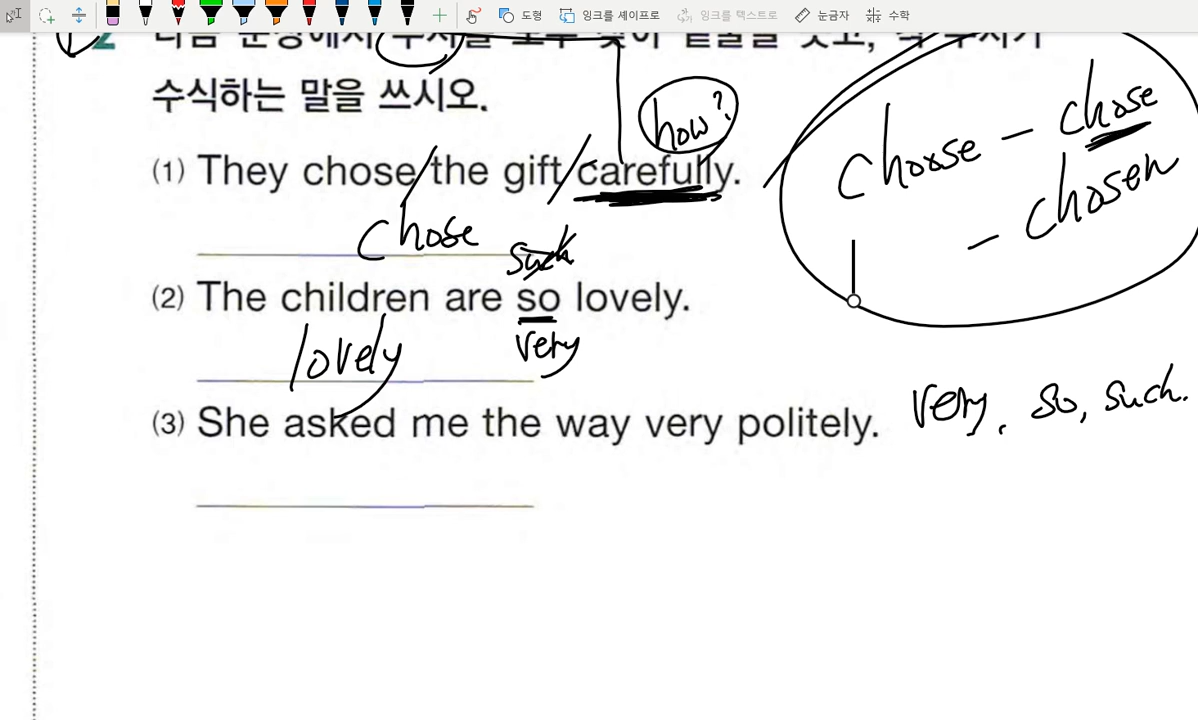 도형 잉크를 셰이프로 잉크를 텍스트로 눈금자 수학
수식하는 말을 쓰시오.
how?
choose - chose
- chosen
(1) They chose the gift carefully.
chose
such
(2) The children are so lovely.
very
lovely
very, so, such.
(3) She asked me the way very politely.